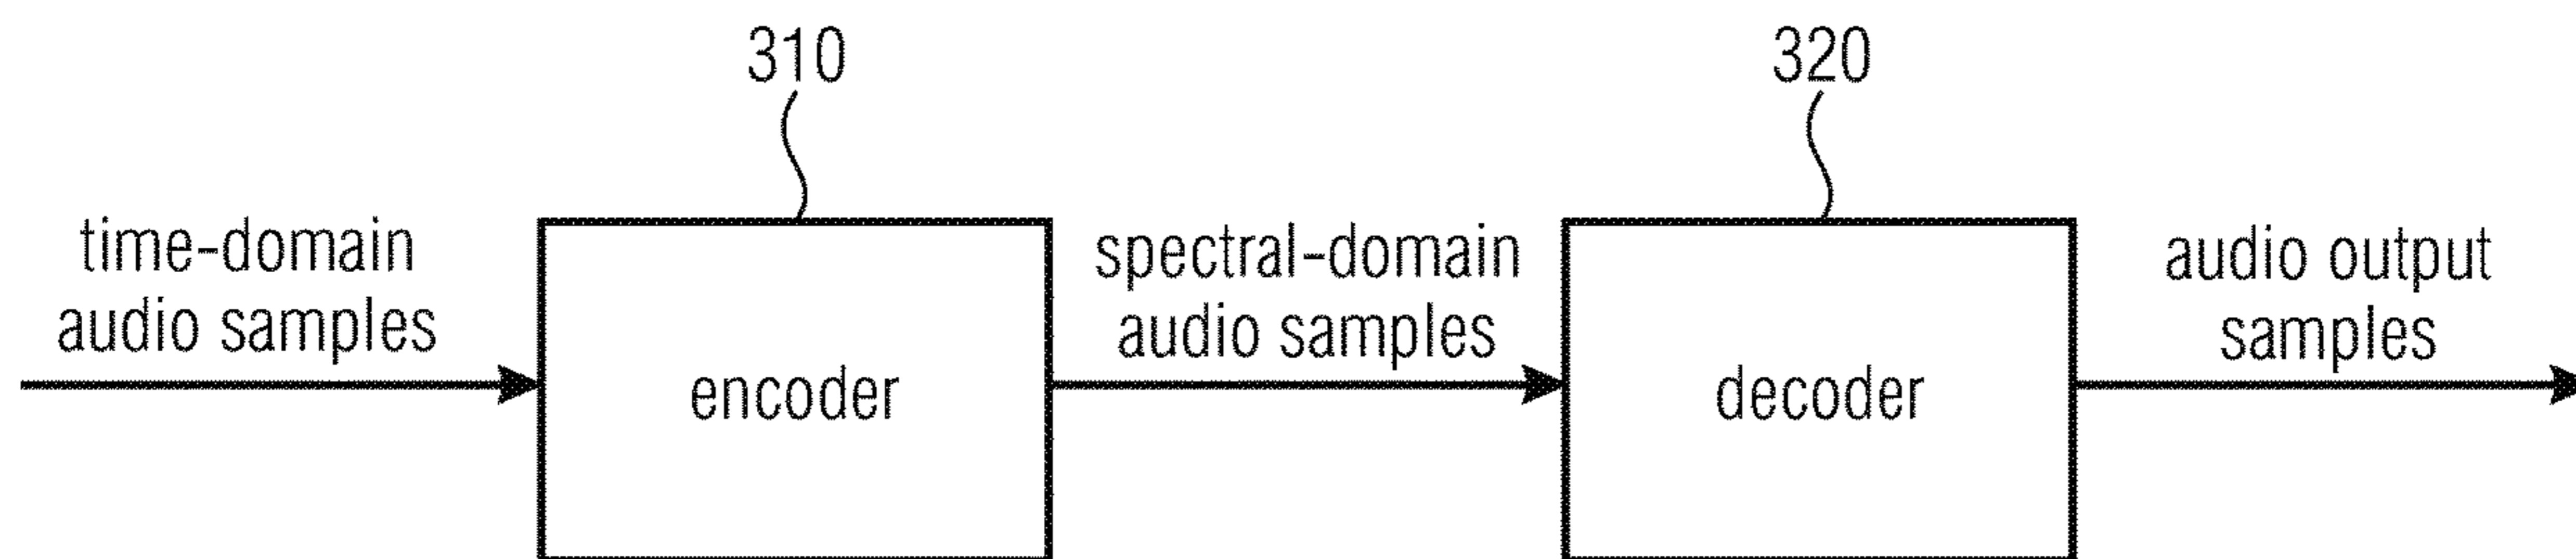 310
320
time-domain
audio samples
encoder
spectral-domain
audio samples
decoder
audio output
samples